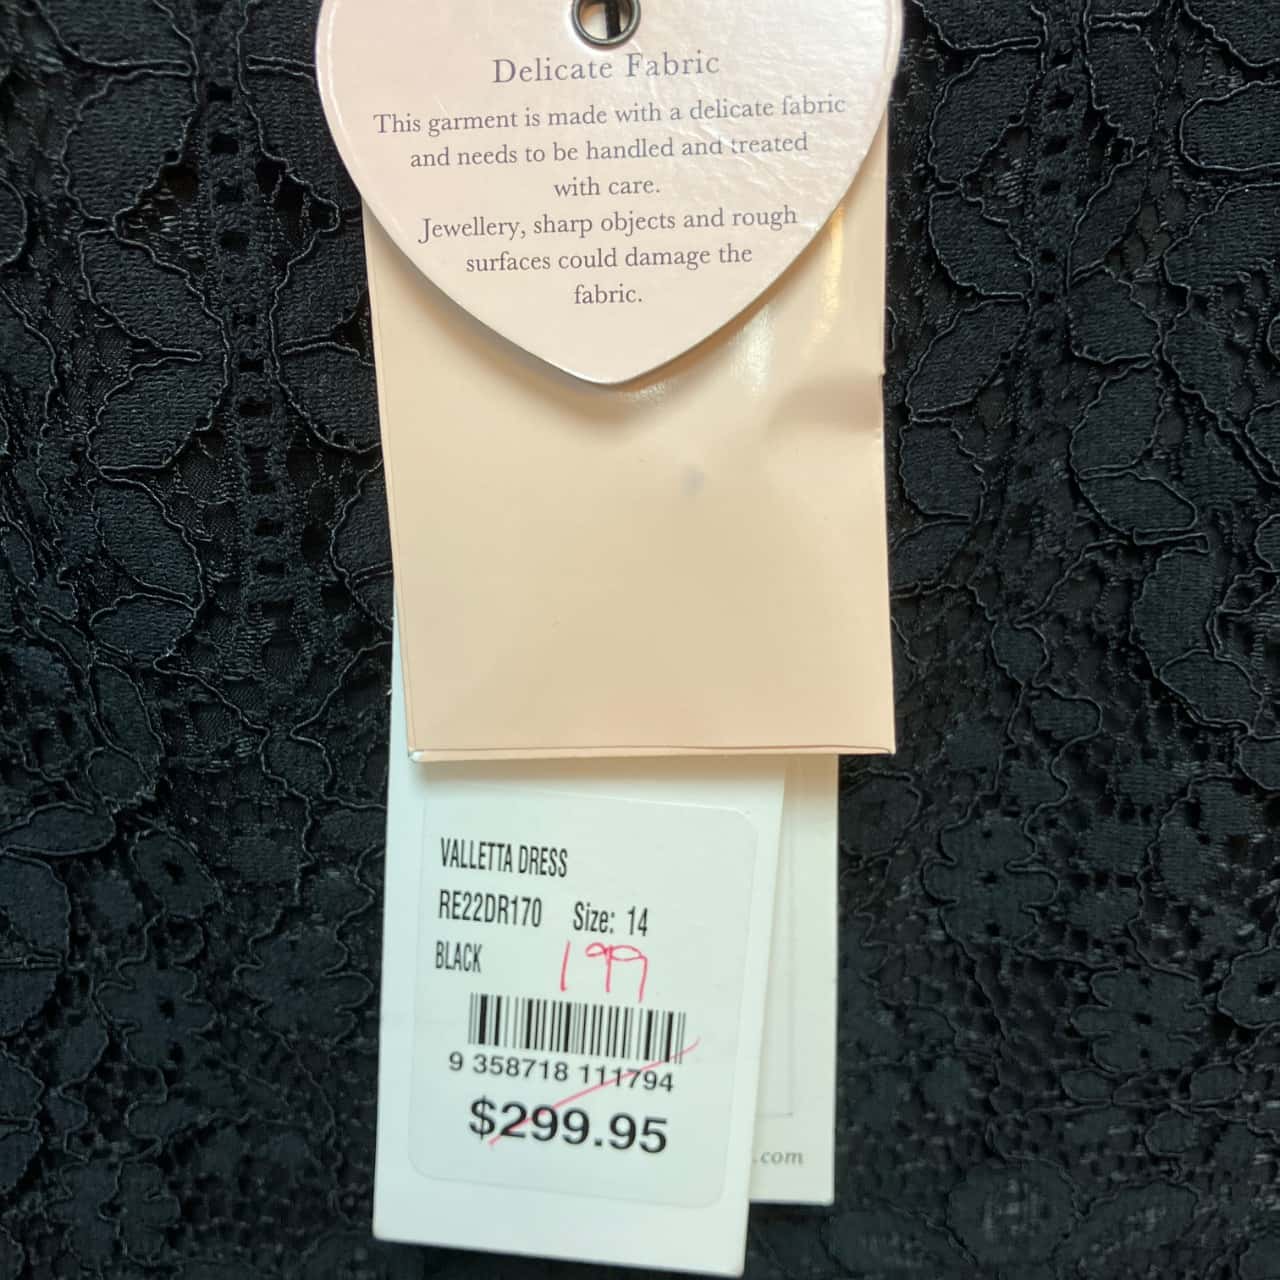 Delicate Fabric
This garment is made with a delicate fabric
and needs to be handled and treated
with care.
Jewellery, sharp objects and rough
surfaces could damage the
fabric.
VALLETTA DRESS
RE22DR170 Size: 14
BLACK 199
9 358718 111794
$299.95
.com